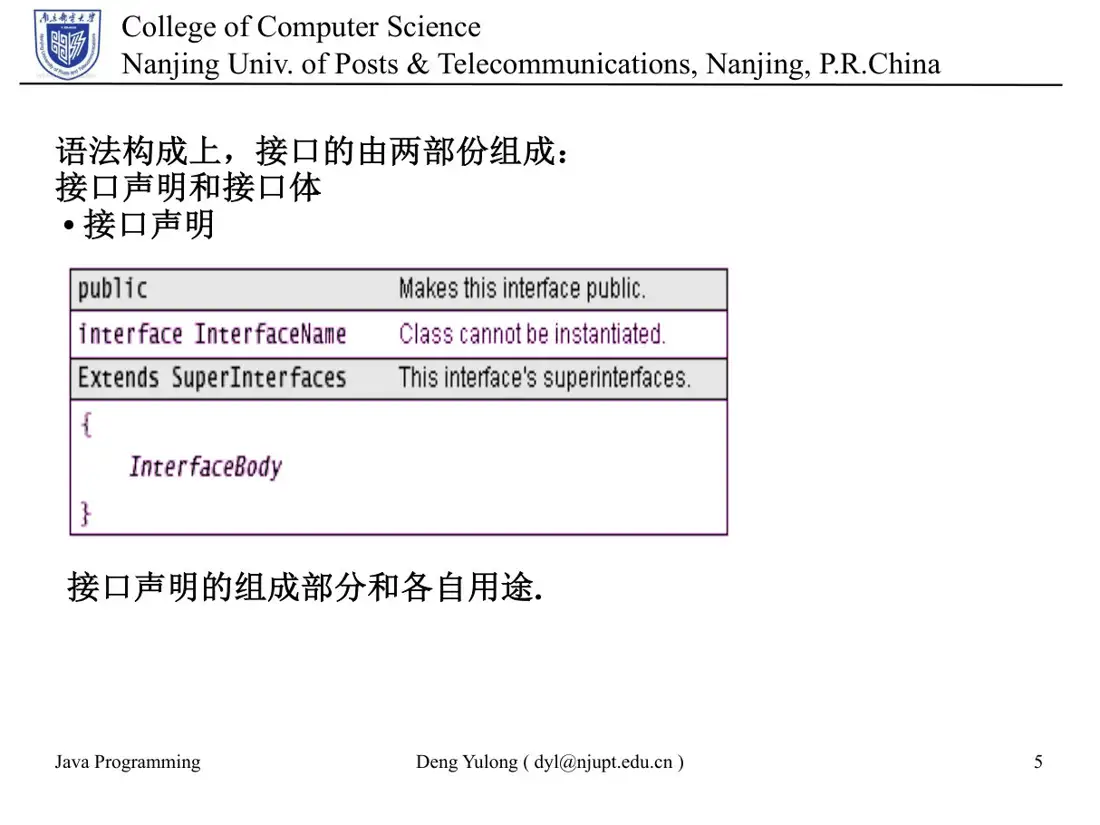 College of Computer Science
Nanjing Univ. of Posts & Telecommunications, Nanjing, P.R.China
语法构成上，接口的由两部份组成：
接口声明和接口体
• 接口声明
public Makes this interface public.
interface InterfaceName Class cannot be instantiated.
Extends SuperInterfaces This interface's superinterfaces.
{
InterfaceBody
}
接口声明的组成部分和各自用途.
Java Programming Deng Yulong ( dyl@njupt.edu.cn ) 5